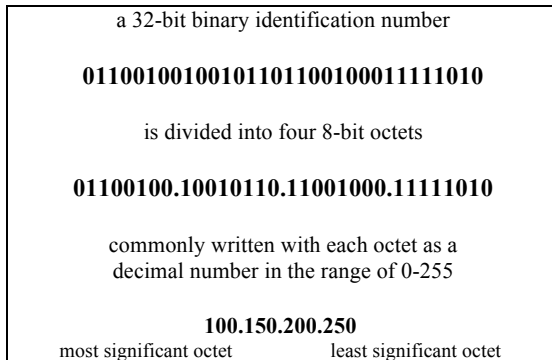 a 32-bit binary identification number
01100100100101101100100011111010
is divided into four 8-bit octets
01100100.10010110.11001000.11111010
commonly written with each octet as a
decimal number in the range of 0-255
100.150.200.250
most significant octet least significant octet